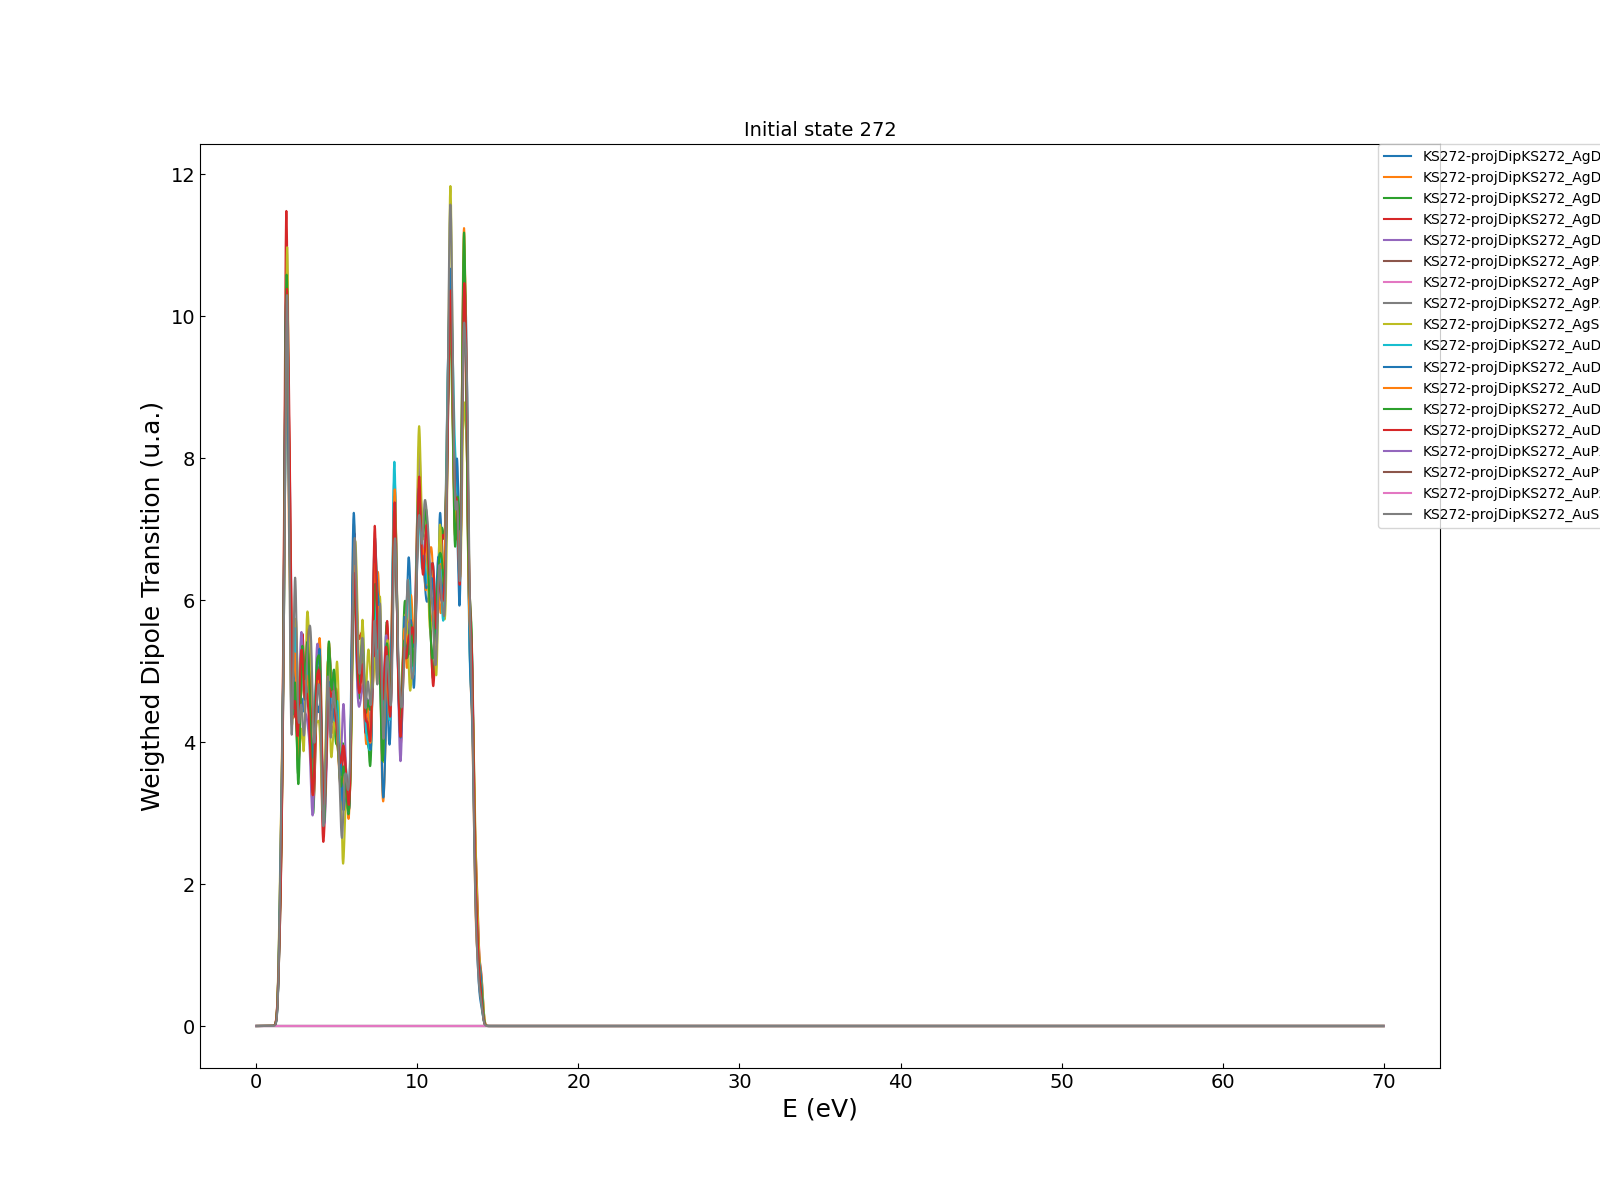 Initial state 272
12
10
8
6
4
2
0
Weigthed Dipole Transition (u.a.)
0 10 20 30 40 50 60 70
E (eV)
KS272-projDipKS272_AgD
KS272-projDipKS272_AgD
KS272-projDipKS272_AgD
KS272-projDipKS272_AgD
KS272-projDipKS272_AgD
KS272-projDipKS272_AgP
KS272-projDipKS272_AgP
KS272-projDipKS272_AgP
KS272-projDipKS272_AgS
KS272-projDipKS272_AuD
KS272-projDipKS272_AuD
KS272-projDipKS272_AuD
KS272-projDipKS272_AuD
KS272-projDipKS272_AuD
KS272-projDipKS272_AuP
KS272-projDipKS272_AuP
KS272-projDipKS272_AuP
KS272-projDipKS272_AuS